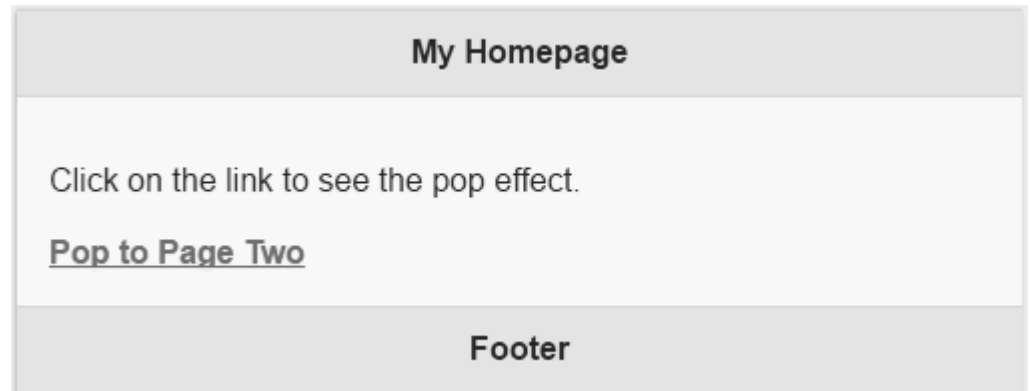 My Homepage
Click on the link to see the pop effect.
Pop to Page Two
Footer